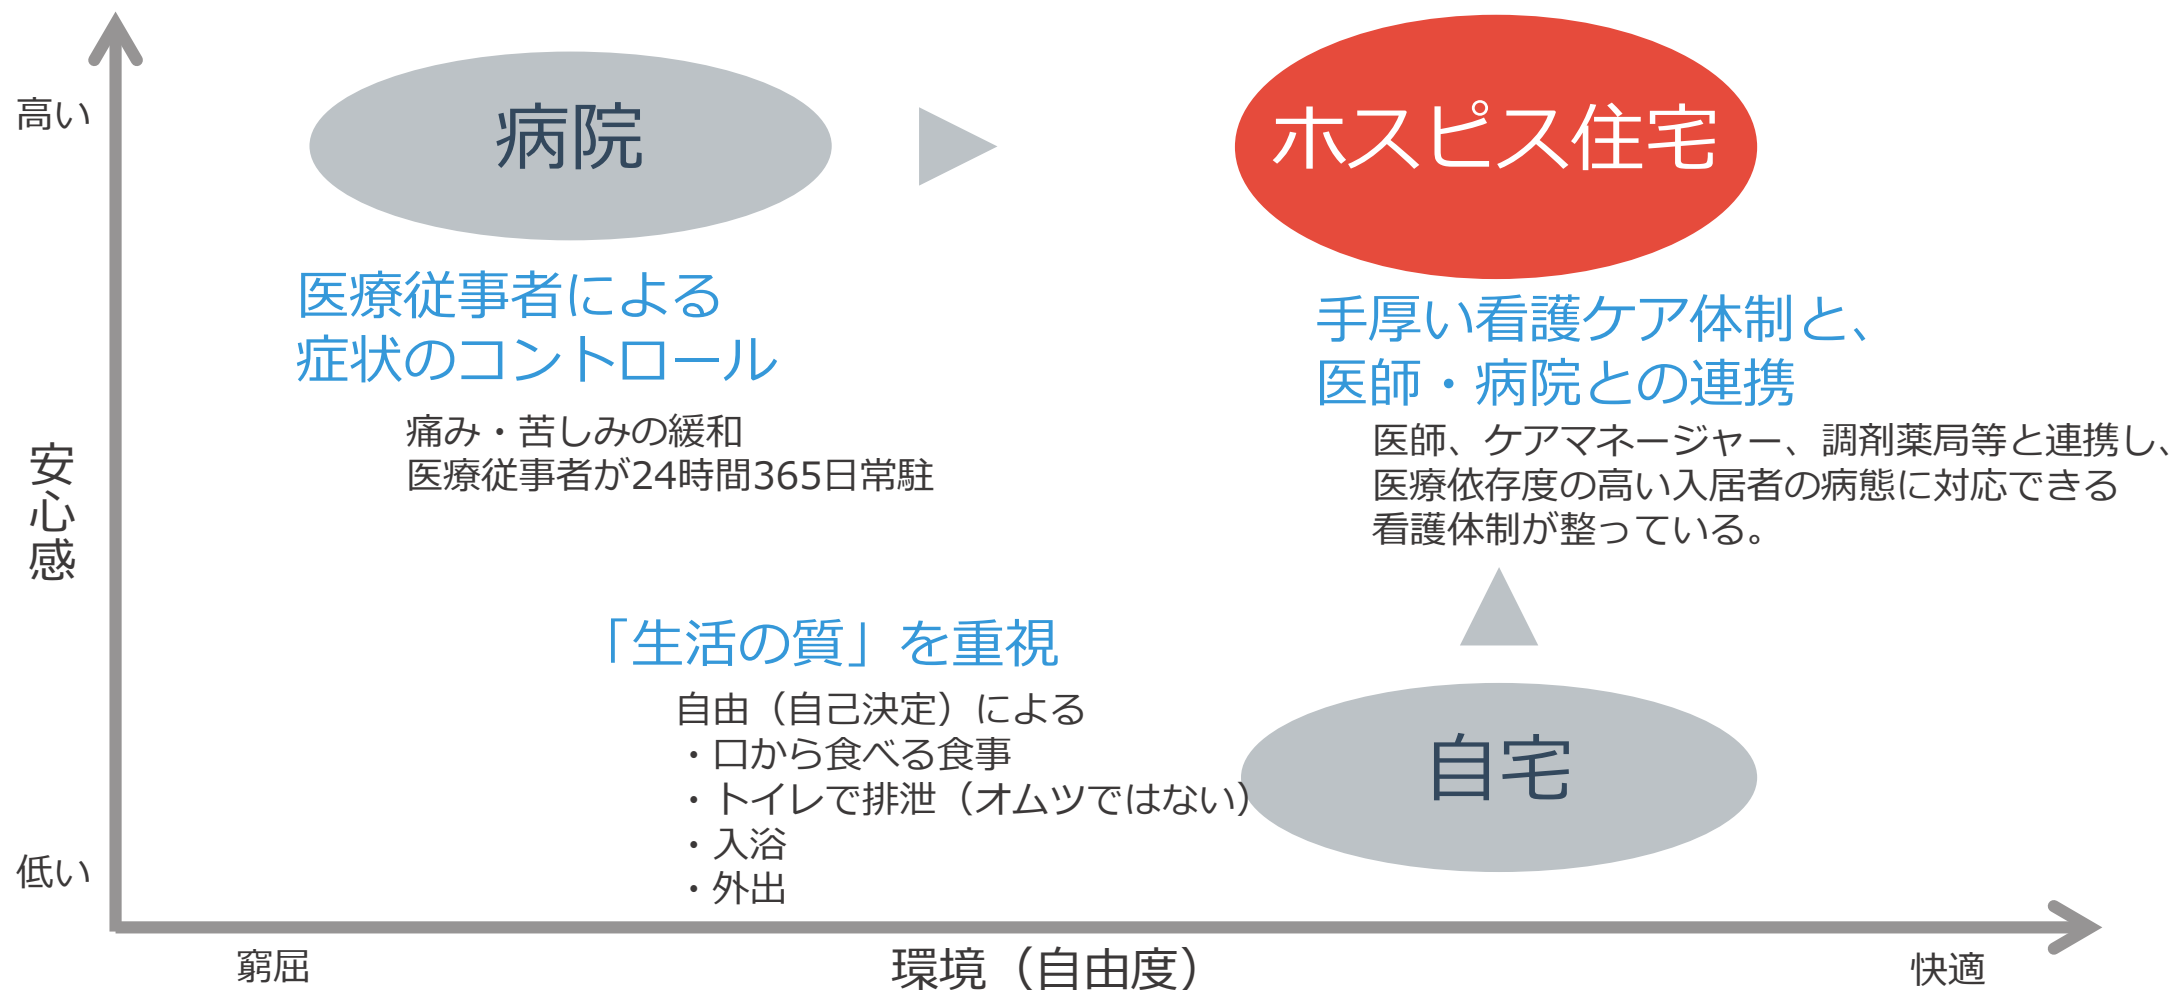 高い
病院
ホスピス住宅
医療従事者による
症状のコントロール
痛み・苦しみの緩和
医療従事者が24時間365日常駐
手厚い看護ケア体制と、
医師・病院との連携
医師、ケアマネージャー、調剤薬局等と連携し、
医療依存度の高い入居者の病態に対応できる
看護体制が整っている。
安心感
「生活の質」を重視
自由（自己決定）による
・口から食べる食事
・トイレで排泄（オムツではない）
・入浴
・外出
自宅
低い
窮屈
環境（自由度）
快適